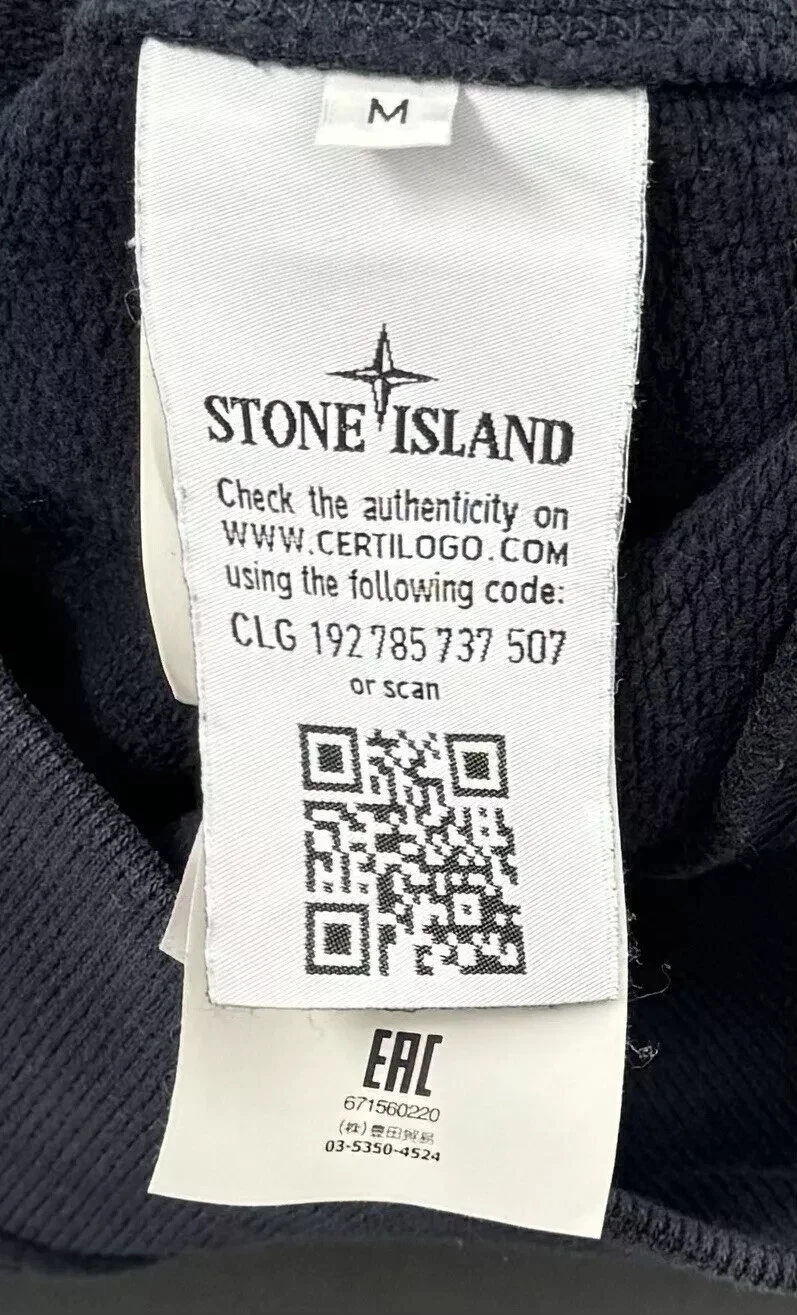 M
STONE ISLAND
Check the authenticity on
WWW.CERTILOGO.COM
using the following code:
CLG 192 785 737 507
or scan
EAC
671560220
(株)豊田貿易
03-5350-4524